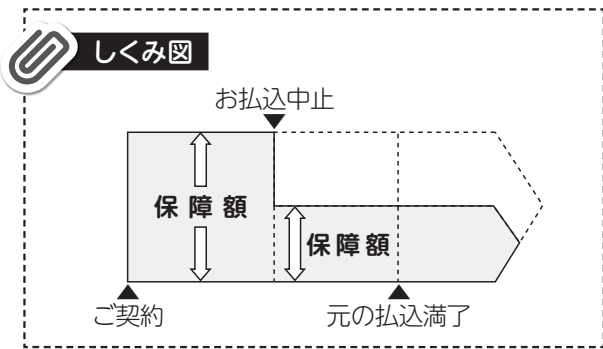 しくみ図
お払込中止
保障額
保障額
ご契約
元の払込満了